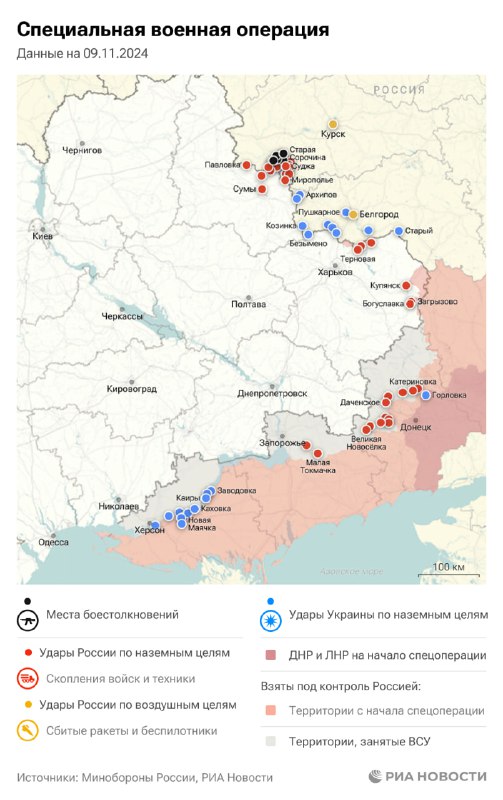 Специальная военная операция
Данные на 09.11.2024
РОССИЯ
Курск
Чернигов
Старая
Сорочина
Павловка
Суджа
Мирополье
Сумы
Архипов
Пушкарное
Белгород
Козинка
Старый
Киев
Безымено
Терновая
Харьков
Купянск
Полтава
Богуславка
Загрызово
Черкассы
Катериновка
Кировоград
Днепропетровск
Даченское
Горловка
Донецк
Запорожье
Великая
Новосёлка
Малая
Токмачка
Заводовка
Николаев
Каиры
Каховка
Херсон
Новая
Маячка
Одесса
Азовское море
100 км
Места боестолкновений
Удары России по наземным целям
Скопления войск и техники
Удары России по воздушным целям
Сбитые ракеты и беспилотники
Удары Украины по наземным целям
ДНР и ЛНР на начало спецоперации
Взяты под контроль Россией:
Территории с начала спецоперации
Территории, занятые ВСУ
Источники: Минобороны России, РИА Новости
РИА НОВОСТИ